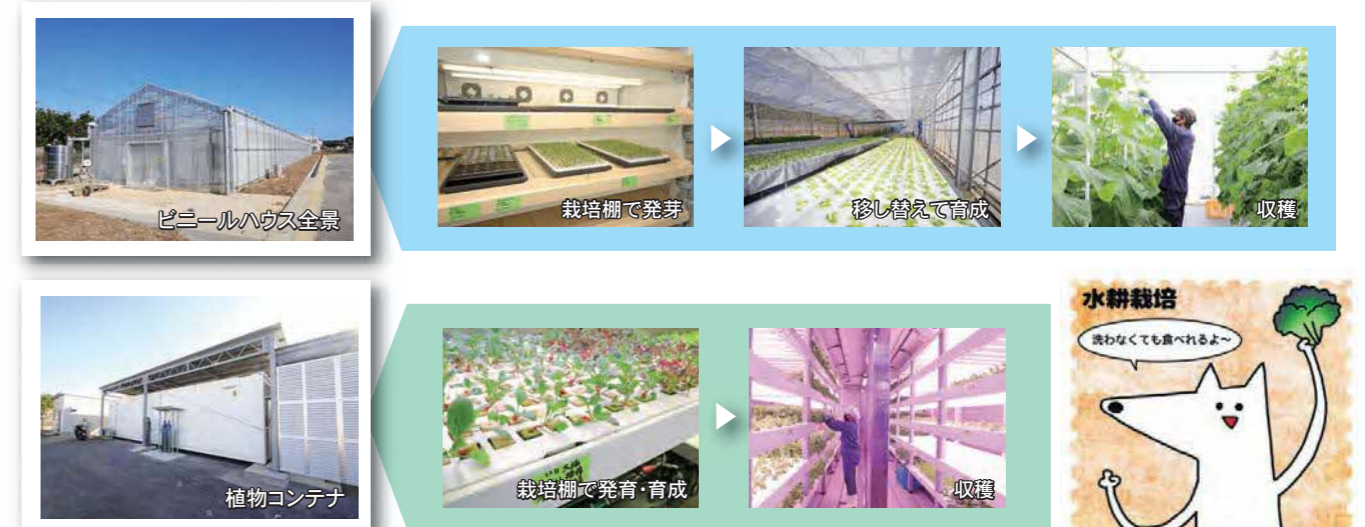 ビニールハウス全景
栽培棚で発芽
移し替えて育成
収穫
植物コンテナ
栽培棚で発育・育成
収穫
水耕栽培
洗わなくても食べれるよ～